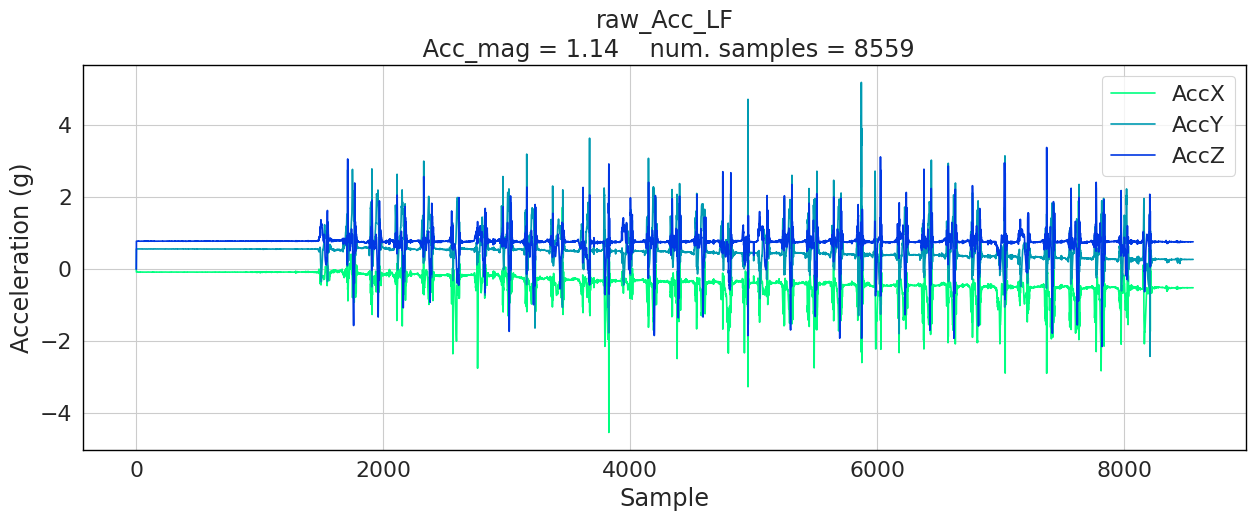 raw_Acc_LF
Acc_mag = 1.14    num. samples = 8559
AccX
AccY
AccZ
Acceleration (g)
4
2
0
−2
−4
0
2000
4000
6000
8000
Sample